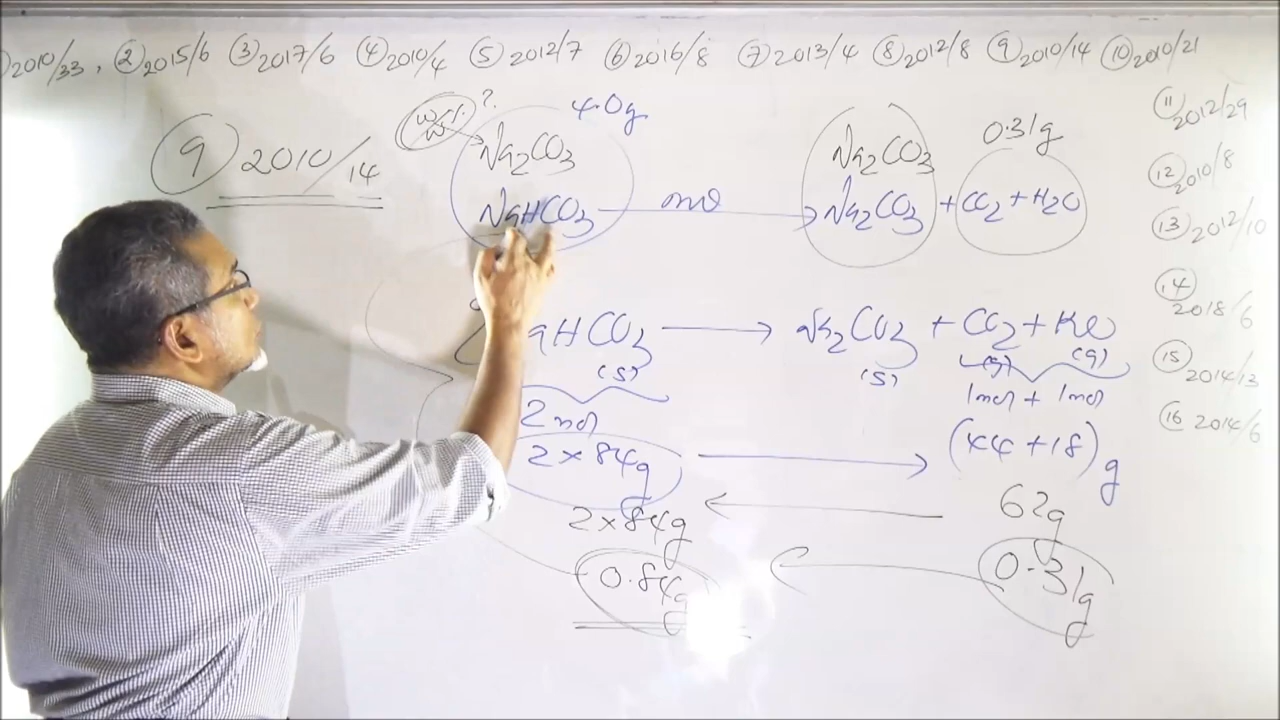 2010/33, ② 2015/6 ③ 2017/6 ④ 2010/4 ⑤ 2012/7 ⑥ 2016/8 ⑦ 2013/4 ⑧ 2012/8 ⑨ 2010/14 ⑩ 2010/21
⑨ 2010/14
w/w % ?
4.0g
Na₂CO₃
NaHCO₃
Na₂CO₃
Na₂CO₃ + CO₂ + H₂O
0.31g
aHCO₃ (s) → Na₂CO₃ (s) + CO₂ (g) + H₂O (g)
2 mol
1mol + 1mol
2 x 84g → (44 + 18) g
2 x 84g ← 62g
0.84g ← 0.31g
⑪ 2012/29
⑫ 2010/8
⑬ 2012/10
⑭ 2018/6
⑮ 2014/13
⑯ 2014/6